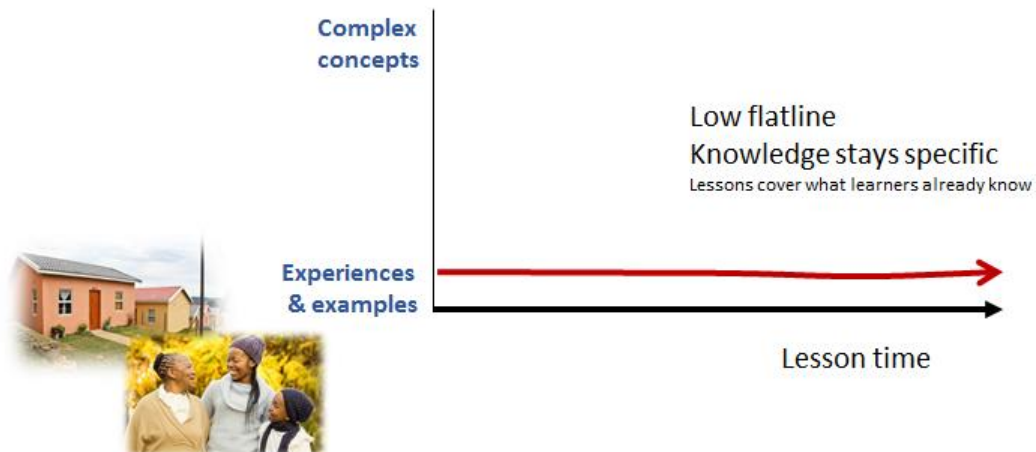 Complex
concepts
Low flatline
Knowledge stays specific
Lessons cover what learners already know
Experiences
& examples
Lesson time